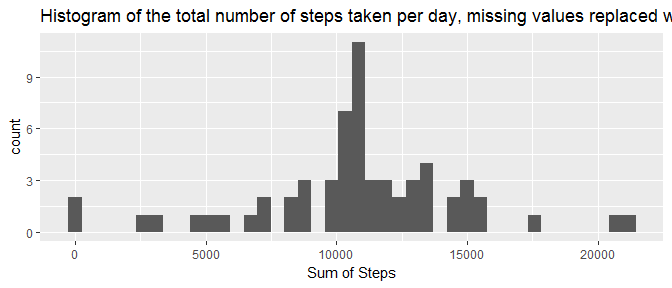 Histogram of the total number of steps taken per day, missing values replaced w
9
6
3
0
count
0 5000 10000 15000 20000
Sum of Steps